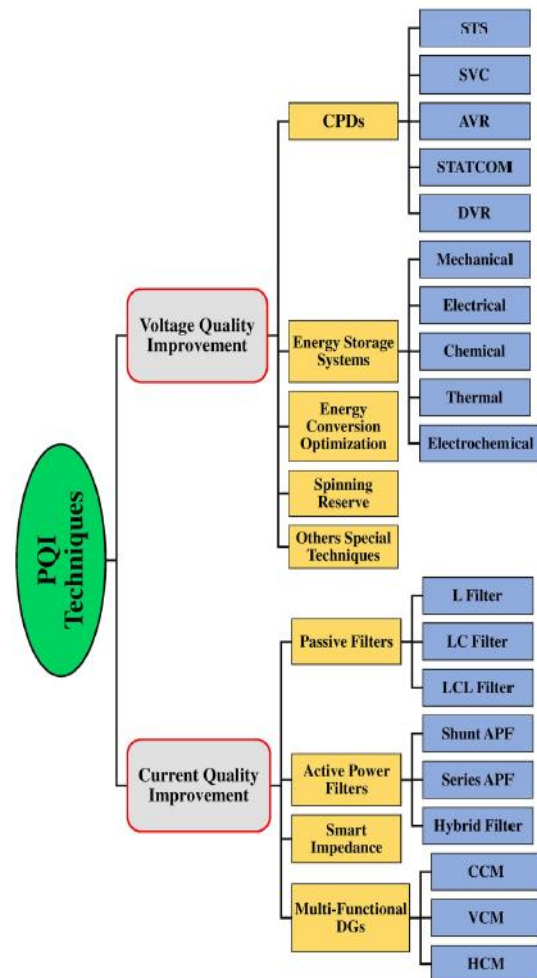 PQI
Techniques
Voltage Quality
Improvement
CPDs
STS
SVC
AVR
STATCOM
DVR
Energy Storage
Systems
Mechanical
Electrical
Chemical
Thermal
Electrochemical
Energy
Conversion
Optimization
Spinning
Reserve
Others Special
Techniques
Current Quality
Improvement
Passive Filters
L Filter
LC Filter
LCL Filter
Active Power
Filters
Shunt APF
Series APF
Hybrid Filter
Smart
Impedance
Multi-Functional
DGs
CCM
VCM
HCM